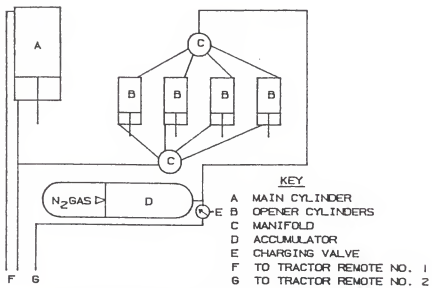 A
C
B
B
B
B
C
N2GAS
D
E
F
G
KEY
A MAIN CYLINDER
B OPENER CYLINDERS
C MANIFOLD
D ACCUMULATOR
E CHARGING VALVE
F TO TRACTOR REMOTE NO. 1
G TO TRACTOR REMOTE NO. 2